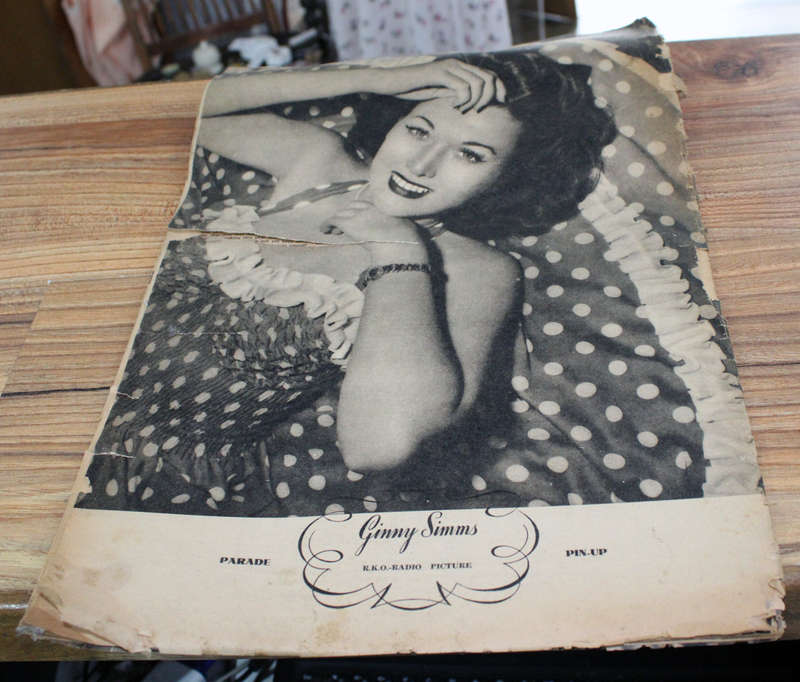 Ginny Simms
PARADE
R.K.O.-RADIO PICTURE
PIN-UP